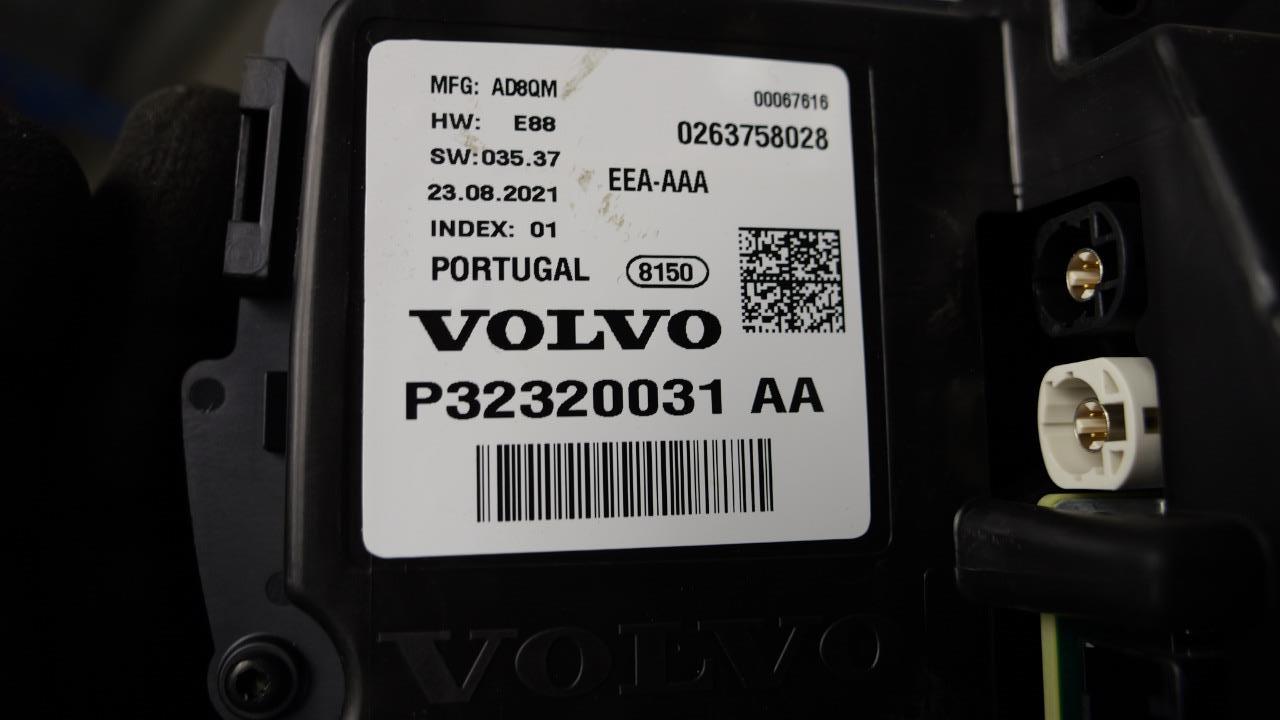 MFG: AD8QM
00067616
HW: E88
0263758028
SW:035.37
EEA-AAA
23.08.2021
INDEX: 01
PORTUGAL 8150
VOLVO
P32320031 AA
VOLVO